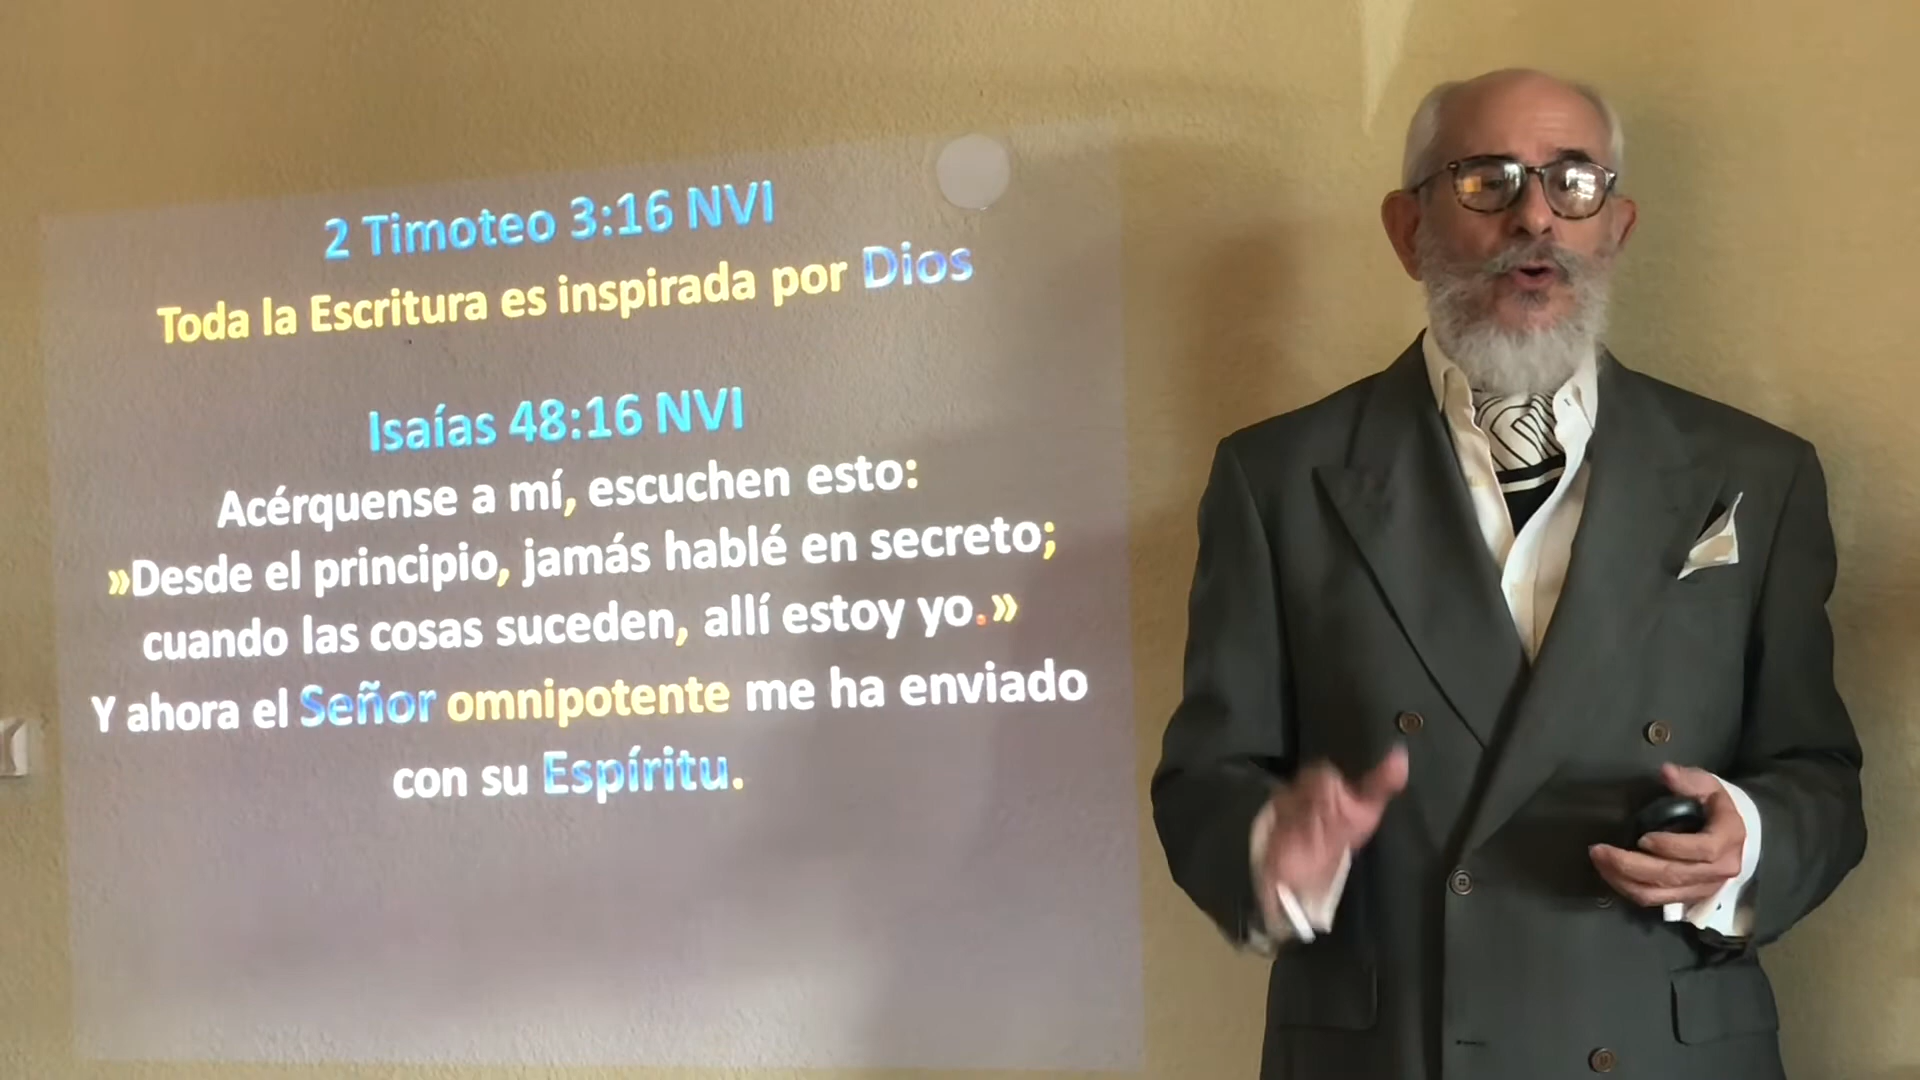 2 Timoteo 3:16 NVI
Toda la Escritura es inspirada por Dios
Isaías 48:16 NVI
Acérquense a mí, escuchen esto:
»Desde el principio, jamás hablé en secreto;
cuando las cosas suceden, allí estoy yo.»
Y ahora el Señor omnipotente me ha enviado
con su Espíritu.